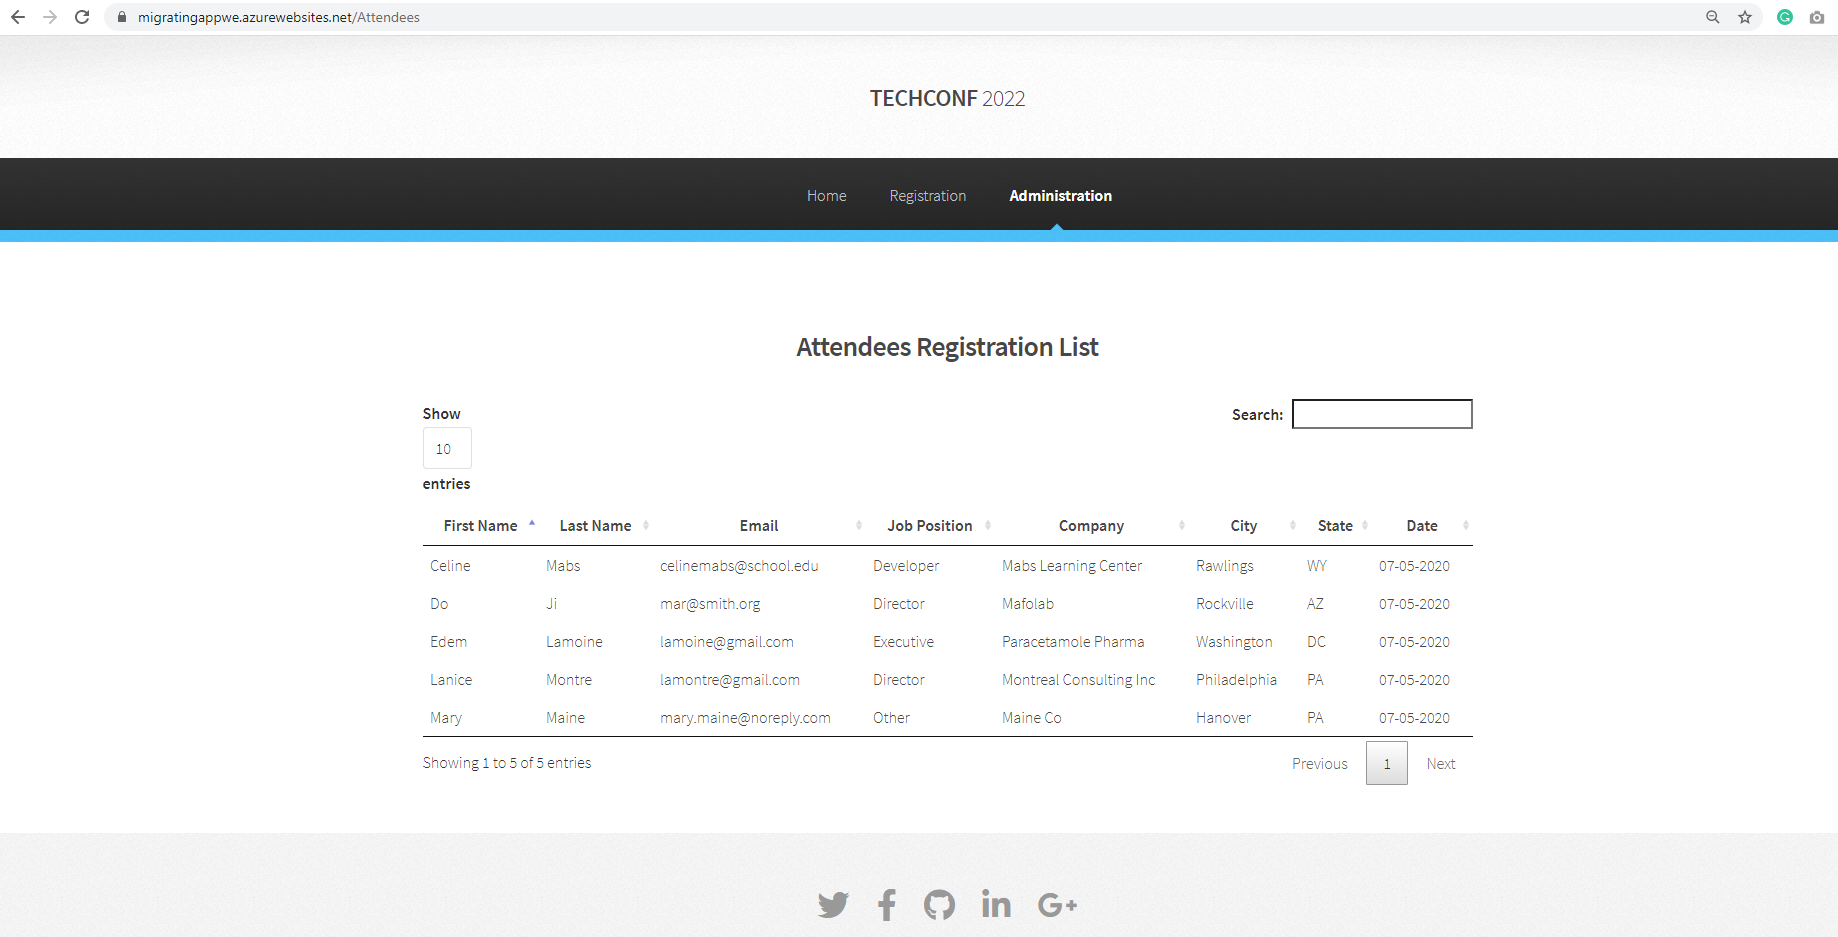 migratingappwe.azurewebsites.net/Attendees
TECHCONF 2022
Home Registration Administration
Attendees Registration List
Show
10
entries
Search:
First Name Last Name Email Job Position Company City State Date
Celine Mabs celinemabs@school.edu Developer Mabs Learning Center Rawlings WY 07-05-2020
Do Ji mar@smith.org Director Mafolab Rockville AZ 07-05-2020
Edem Lamoine lamoine@gmail.com Executive Paracetamole Pharma Washington DC 07-05-2020
Lanice Montre lamontre@gmail.com Director Montreal Consulting Inc Philadelphia PA 07-05-2020
Mary Maine mary.maine@noreply.com Other Maine Co Hanover PA 07-05-2020
Showing 1 to 5 of 5 entries
Previous 1 Next